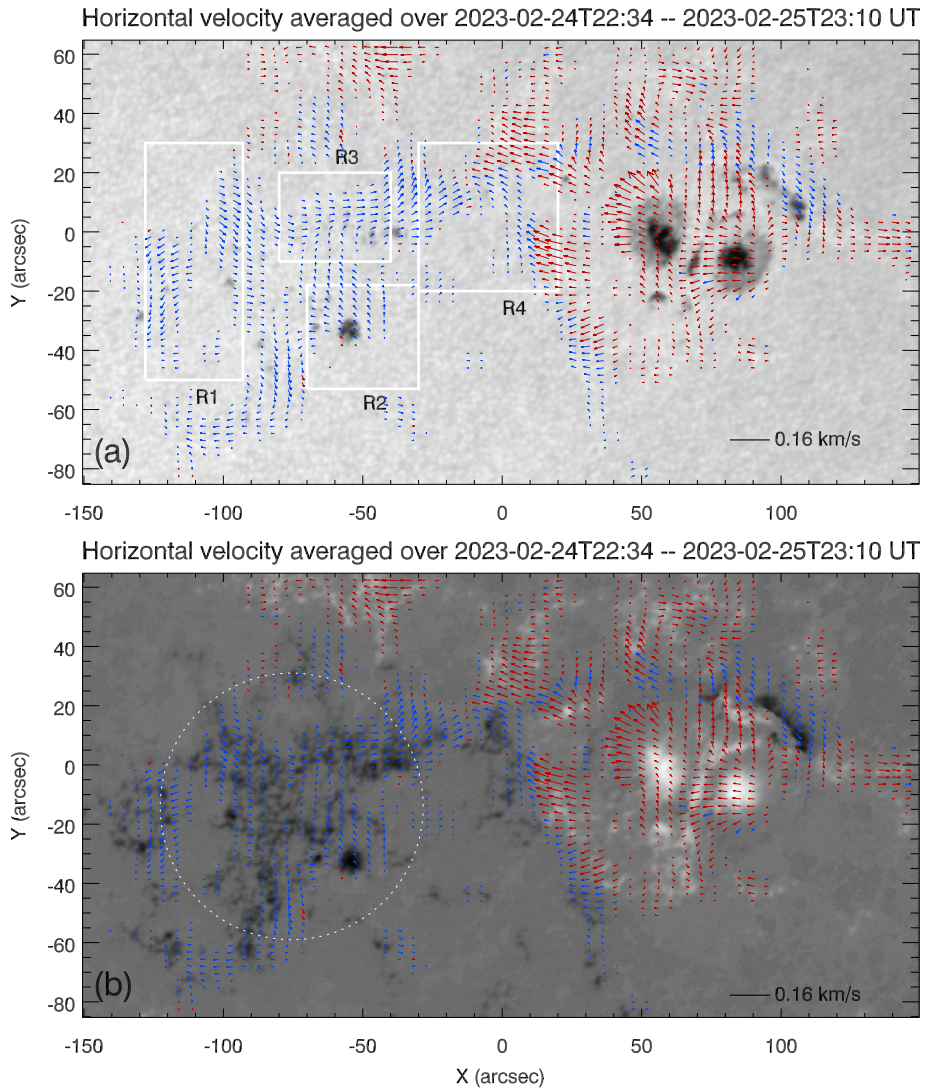 Horizontal velocity averaged over 2023-02-24T22:34 -- 2023-02-25T23:10 UT
60
40
20
0
-20
-40
-60
-80
Y (arcsec)
R3
R4
R1
R2
(a)
0.16 km/s
-150
-100
-50
0
50
100
Horizontal velocity averaged over 2023-02-24T22:34 -- 2023-02-25T23:10 UT
60
40
20
0
-20
-40
-60
-80
Y (arcsec)
(b)
0.16 km/s
-150
-100
-50
0
50
100
X (arcsec)